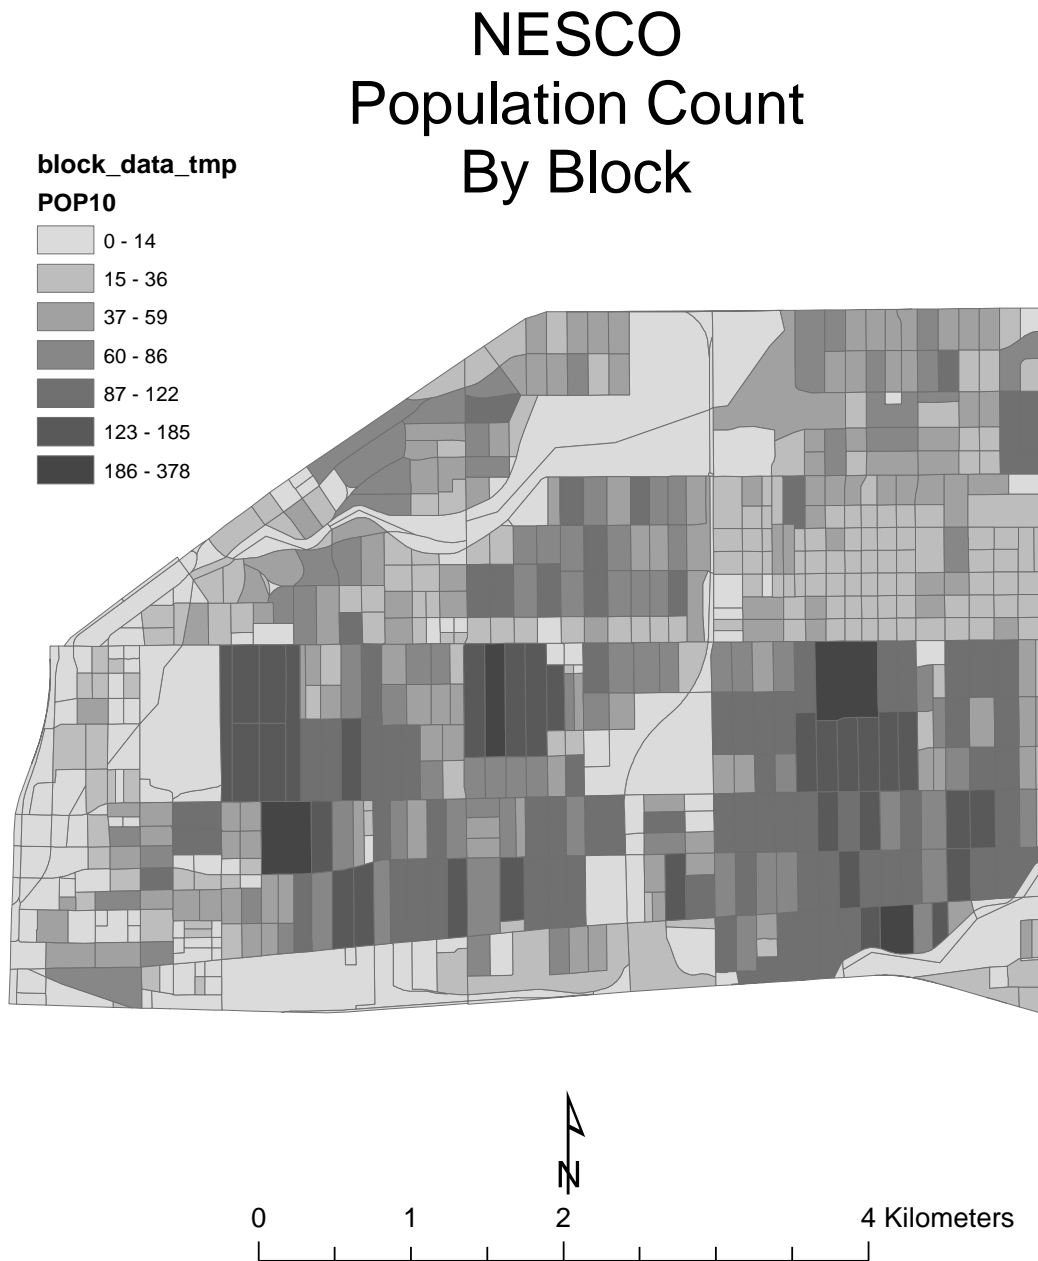 NESCO
Population Count
By Block
block_data_tmp
POP10
0 - 14
15 - 36
37 - 59
60 - 86
87 - 122
123 - 185
186 - 378
N
0 1 2 4 Kilometers